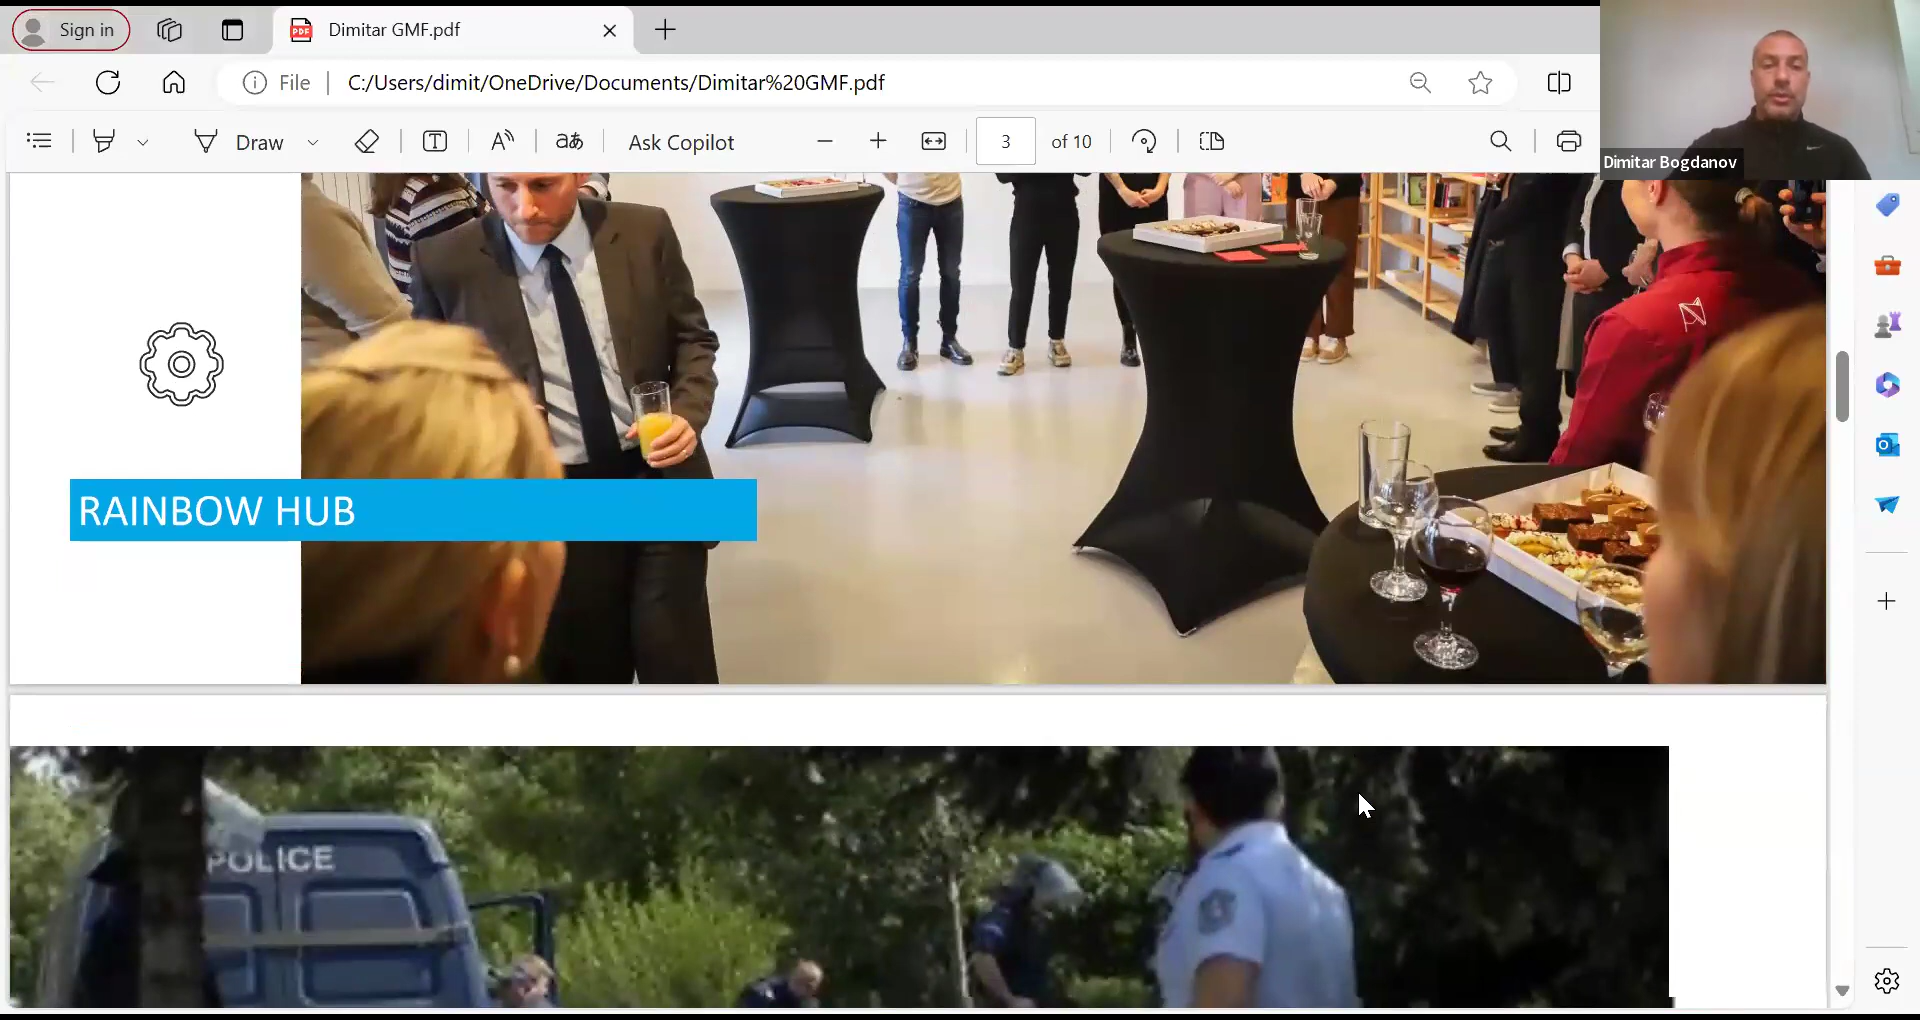 Sign in
Dimitar GMF.pdf
File
C:/Users/dimit/OneDrive/Documents/Dimitar%20GMF.pdf
Draw
Ask Copilot
3 of 10
Dimitar Bogdanov
RAINBOW HUB
POLICE